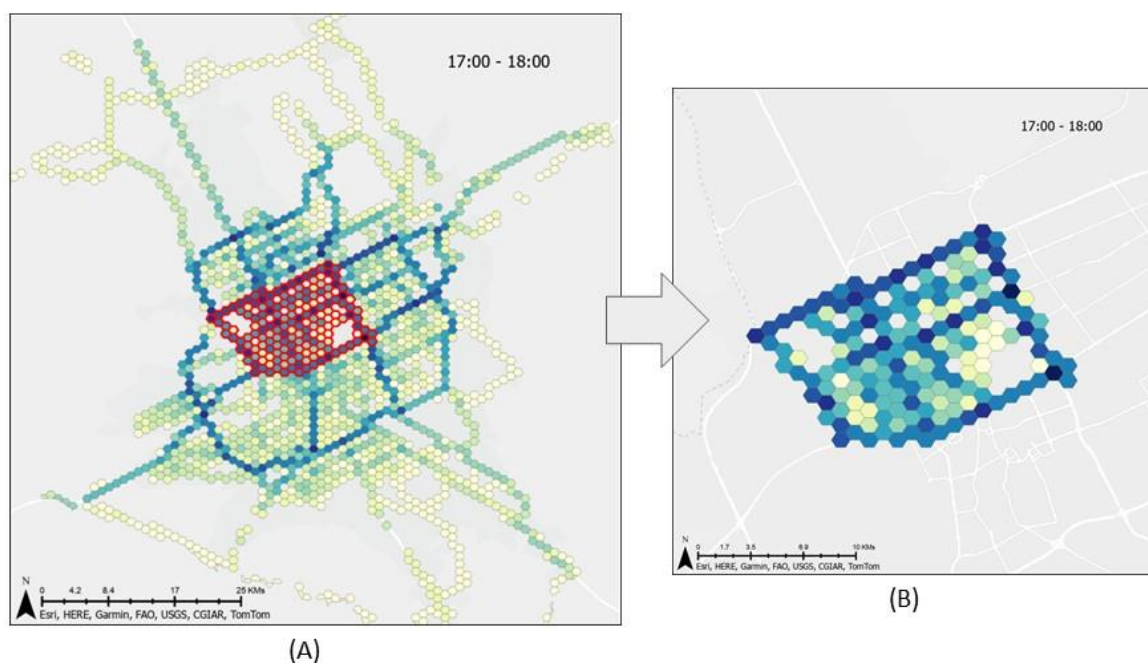 17:00 - 18:00
N
0 4.2 8.4 17 25 KMs
Esri, HERE, Garmin, FAO, USGS, CGIAR, TomTom
(A)
17:00 - 18:00
N
0 1.7 3.5 6.9 10 KMs
Esri, HERE, Garmin, FAO, USGS, CGIAR, TomTom
(B)